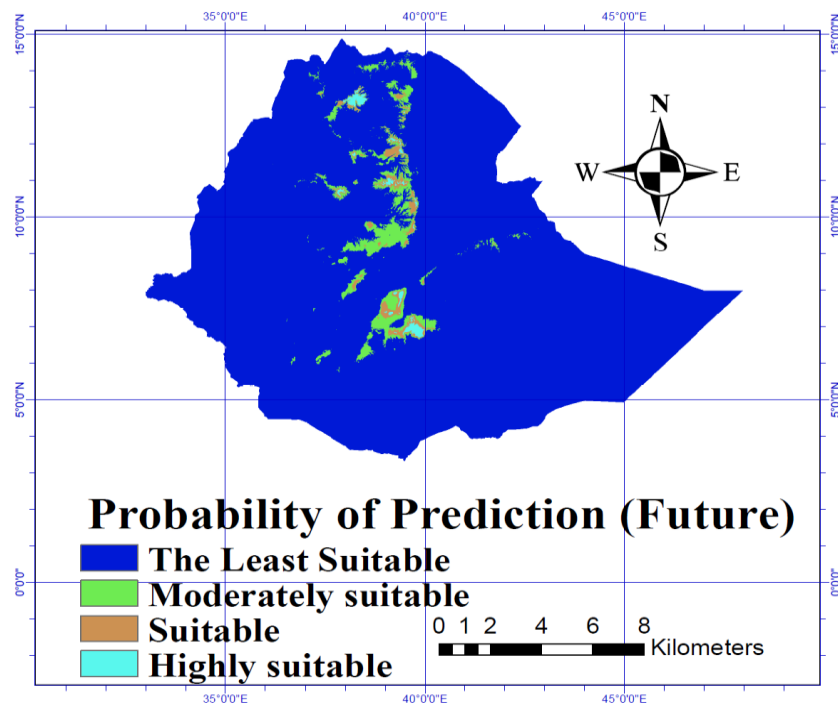 35°0'0"E 40°0'0"E 45°0'0"E
15°0'0"N 15°0'0"N
N
W E
S
10°0'0"N 10°0'0"N
5°0'0"N 5°0'0"N
Probability of Prediction (Future)
The Least Suitable
Moderately suitable
Suitable
Highly suitable
0°0'0" 0°0'0"
0 1 2 4 6 8
Kilometers
35°0'0"E 40°0'0"E 45°0'0"E